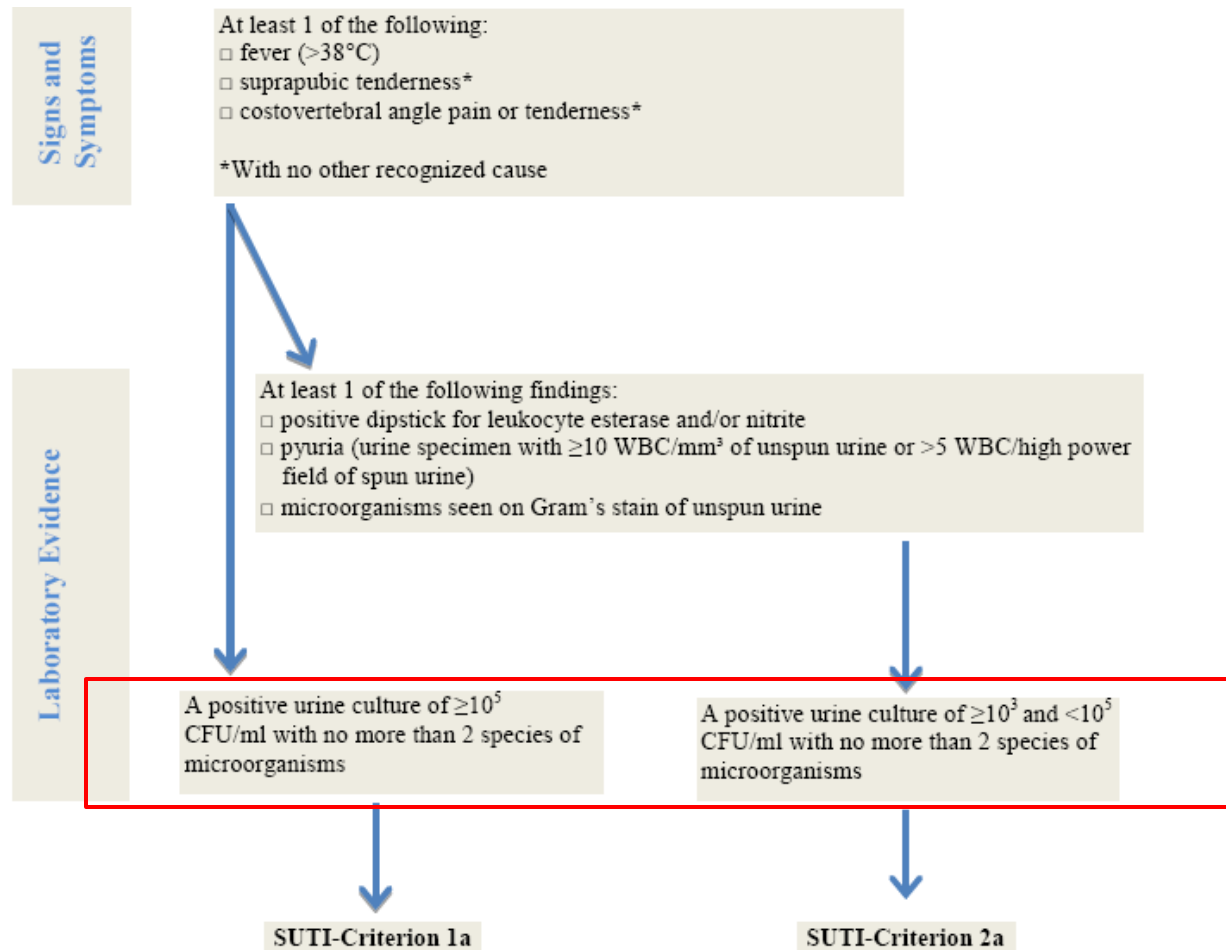 Signs and
Symptoms
At least 1 of the following:
□ fever (>38°C)
□ suprapubic tenderness*
□ costovertebral angle pain or tenderness*
*With no other recognized cause
Laboratory Evidence
At least 1 of the following findings:
□ positive dipstick for leukocyte esterase and/or nitrite
□ pyuria (urine specimen with ≥10 WBC/mm³ of unspun urine or >5 WBC/high power
field of spun urine)
□ microorganisms seen on Gram's stain of unspun urine
A positive urine culture of ≥10⁵
CFU/ml with no more than 2 species of
microorganisms
A positive urine culture of ≥10³ and <10⁵
CFU/ml with no more than 2 species of
microorganisms
SUTI-Criterion 1a
SUTI-Criterion 2a